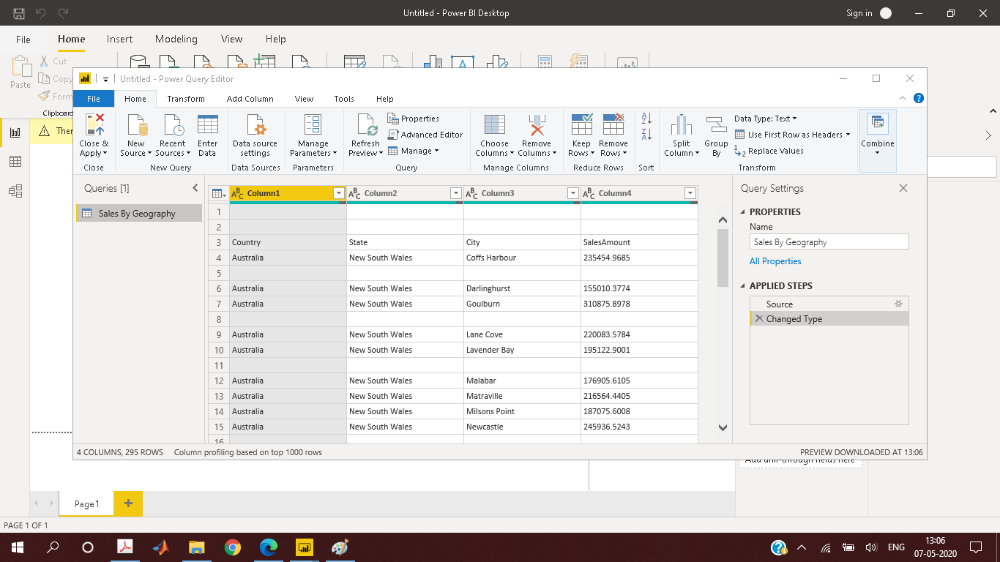 Untitled - Power BI Desktop
Sign in
File Home Insert Modeling View Help
Cut
Copy
Paste
Form
Clipboard
Ther
Untitled - Power Query Editor
File Home Transform Add Column View Tools Help
Close & Apply
New Source
Recent Sources
Enter Data
Data source settings
Manage Parameters
Refresh Preview
Properties
Advanced Editor
Manage
Choose Columns
Remove Columns
Keep Rows
Remove Rows
Split Column
Group By
Data Type: Text
Use First Row as Headers
Replace Values
Combine
Close New Query Data Sources Parameters Query Manage Columns Reduce Rows Sort Transform
Queries [1]
Sales By Geography
Column1 Column2 Column3 Column4
1
2
3 Country State City SalesAmount
4 Australia New South Wales Coffs Harbour 235454.9685
5
6 Australia New South Wales Darlinghurst 155010.3774
7 Australia New South Wales Goulburn 310875.8978
8
9 Australia New South Wales Lane Cove 220083.5784
10 Australia New South Wales Lavender Bay 195122.9001
11
12 Australia New South Wales Malabar 176905.6105
13 Australia New South Wales Matraville 216564.4405
14 Australia New South Wales Milsons Point 187075.6008
15 Australia New South Wales Newcastle 245936.5243
16
Query Settings
PROPERTIES
Name
Sales By Geography
All Properties
APPLIED STEPS
Source
Changed Type
4 COLUMNS, 295 ROWS Column profiling based on top 1000 rows
PREVIEW DOWNLOADED AT 13:06
Add drill-through fields here
Page 1
PAGE 1 OF 1
ENG
13:06
07-05-2020